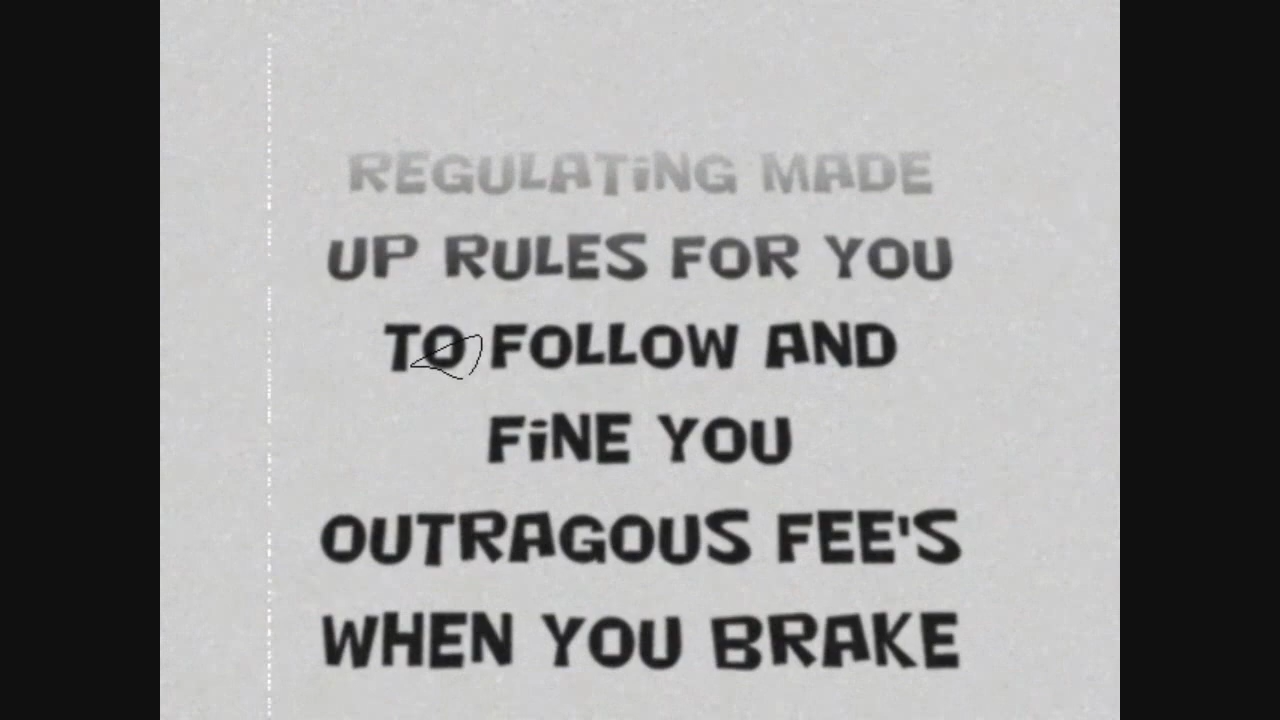 REGULATiNG MADE
UP RULES FOR YOU
TO FOLLOW AND
FiNE YOU
OUTRAGOUS FEE'S
WHEN YOU BRAKE